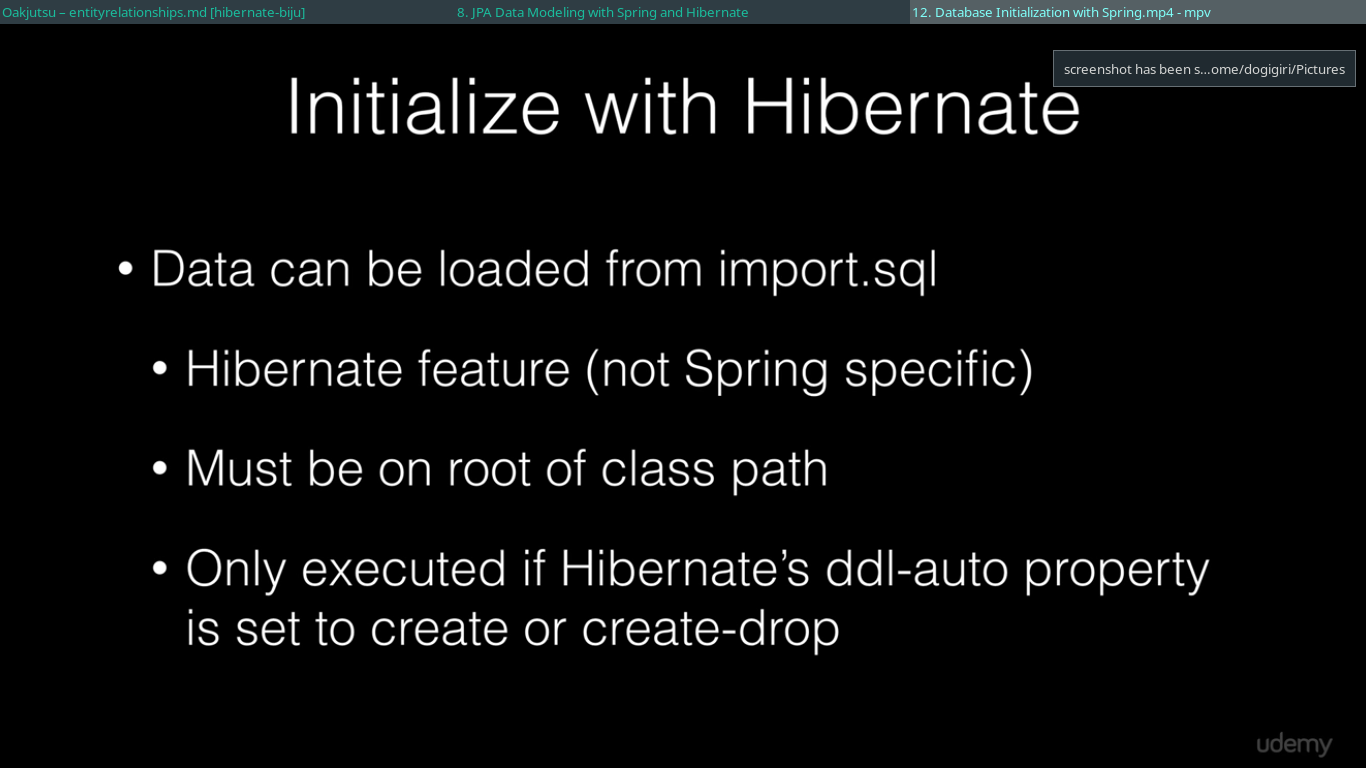 Oakjutsu – entityrelationships.md [hibernate-biju]
8. JPA Data Modeling with Spring and Hibernate
12. Database Initialization with Spring.mp4 - mpv
screenshot has been s...ome/dogigiri/Pictures
Initialize with Hibernate
• Data can be loaded from import.sql
• Hibernate feature (not Spring specific)
• Must be on root of class path
• Only executed if Hibernate’s ddl-auto property
is set to create or create-drop
udemy